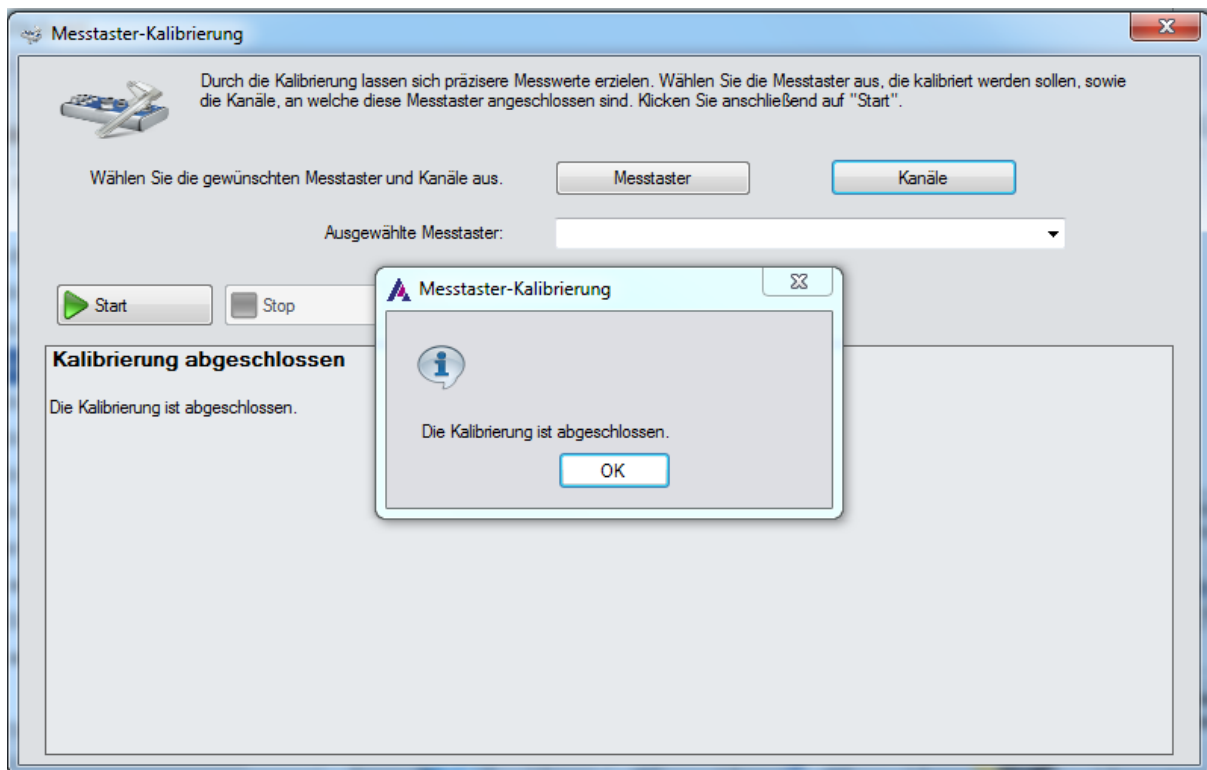 Messtaster-Kalibrierung
Durch die Kalibrierung lassen sich präzisere Messwerte erzielen. Wählen Sie die Messtaster aus, die kalibriert werden sollen, sowie
die Kanäle, an welche diese Messtaster angeschlossen sind. Klicken Sie anschließend auf "Start".
Wählen Sie die gewünschten Messtaster und Kanäle aus.
Messtaster
Kanäle
Ausgewählte Messtaster:
Start
Stop
Messtaster-Kalibrierung
Kalibrierung abgeschlossen
Die Kalibrierung ist abgeschlossen.
Die Kalibrierung ist abgeschlossen.
OK